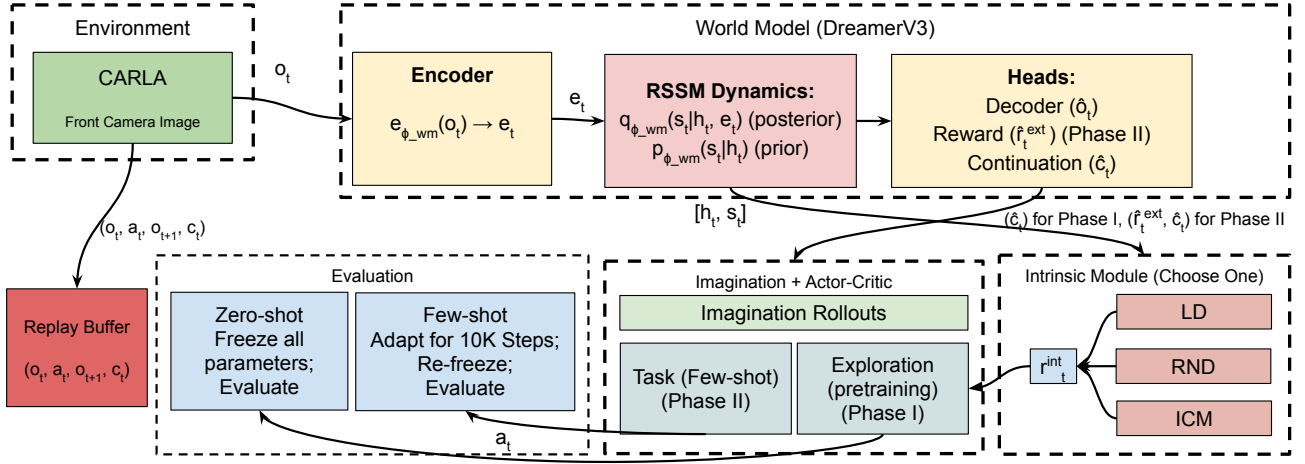 Environment
CARLA
Front Camera Image
o_t
World Model (DreamerV3)
Encoder
e_ϕ_wm(o_t) → e_t
e_t
RSSM Dynamics:
q_ϕ_wm(s_t|h_t, e_t) (posterior)
p_ϕ_wm(s_t|h_t) (prior)
Heads:
Decoder (ô_t)
Reward (r̂_t^ext) (Phase II)
Continuation (ĉ_t)
(o_t, a_t, o_t+1, c_t)
[h_t, s_t]
(ĉ_t) for Phase I, (r̂_t^ext, ĉ_t) for Phase II
Replay Buffer
(o_t, a_t, o_t+1, c_t)
Evaluation
Zero-shot
Freeze all
parameters;
Evaluate
Few-shot
Adapt for 10K Steps;
Re-freeze;
Evaluate
a_t
Imagination + Actor-Critic
Imagination Rollouts
Task (Few-shot)
(Phase II)
Exploration
(pretraining)
(Phase I)
Intrinsic Module (Choose One)
r^int_t
LD
RND
ICM